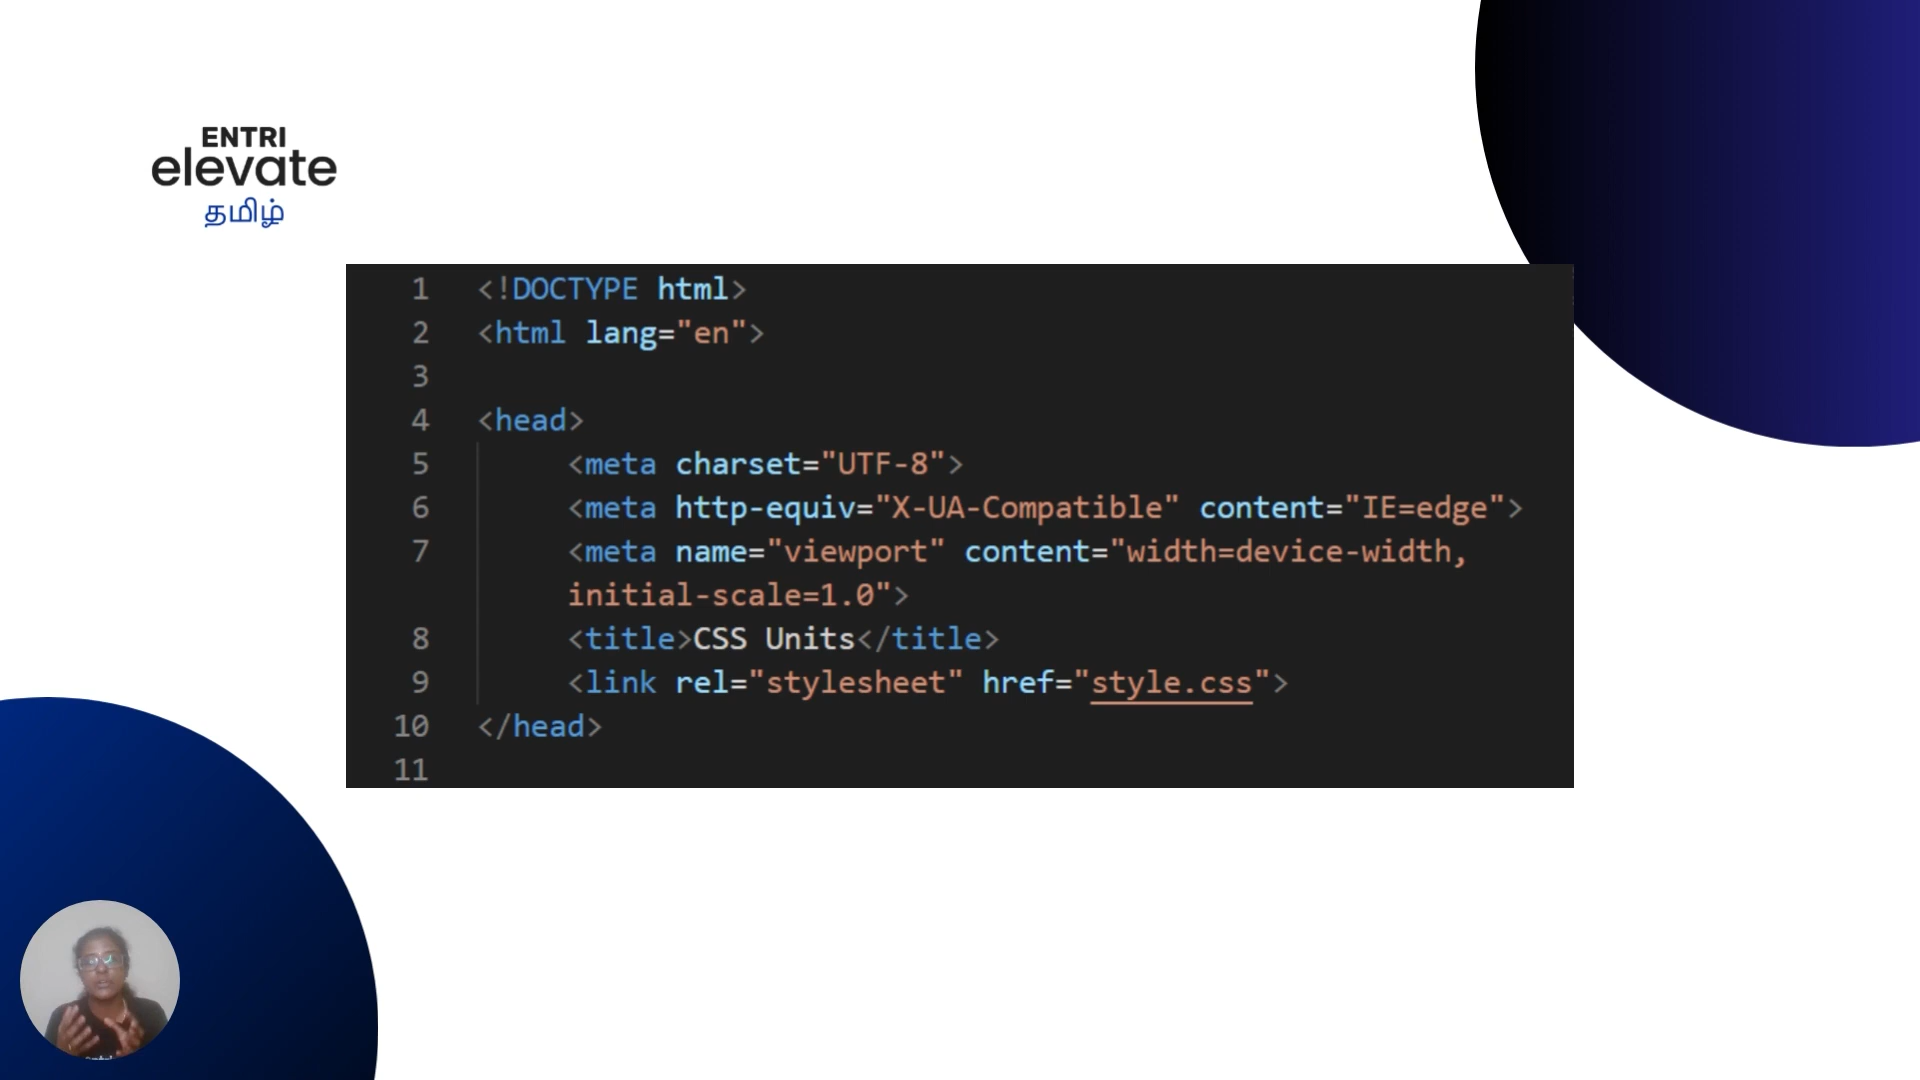 ENTRI
elevate
தமிழ்
1 <!DOCTYPE html>
2 <html lang="en">
3
4 <head>
5 <meta charset="UTF-8">
6 <meta http-equiv="X-UA-Compatible" content="IE=edge">
7 <meta name="viewport" content="width=device-width,
initial-scale=1.0">
8 <title>CSS Units</title>
9 <link rel="stylesheet" href="style.css">
10 </head>
11